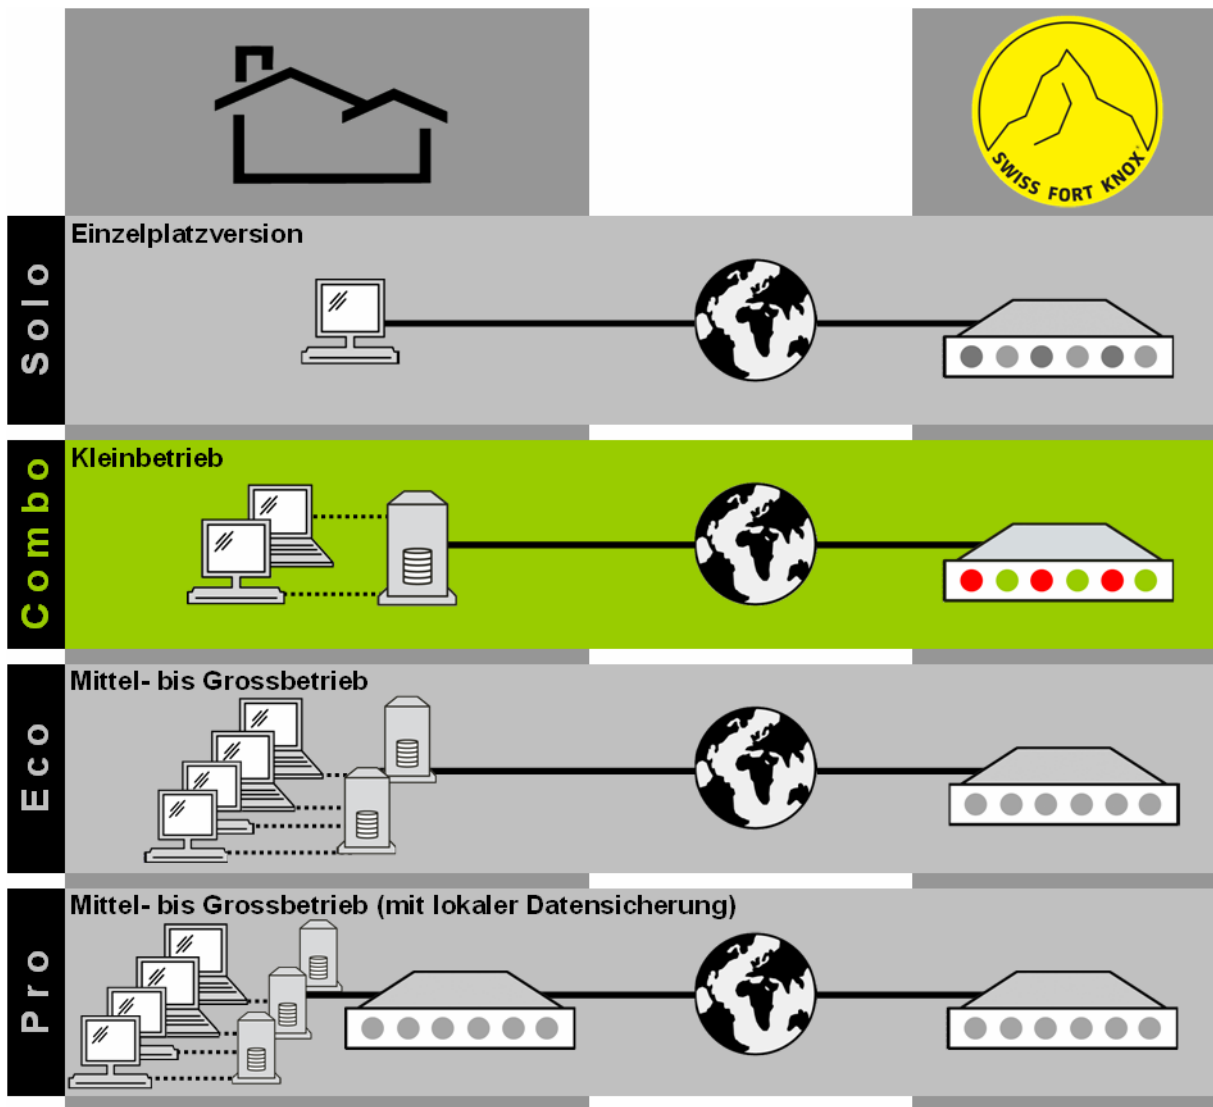 SWISS FORT KNOX
Solo
Einzelplatzversion
Combo
Kleinbetrieb
Eco
Mittel- bis Grossbetrieb
Pro
Mittel- bis Grossbetrieb (mit lokaler Datensicherung)